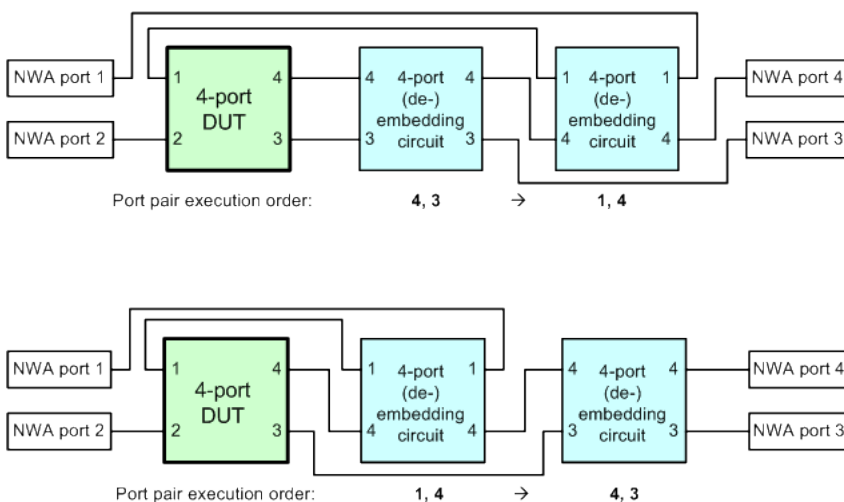 NWA port 1
NWA port 2
1
2
4-port
DUT
4
3
4
3
4-port
(de-)
embedding
circuit
4
3
1
4
4-port
(de-)
embedding
circuit
1
4
NWA port 4
NWA port 3
Port pair execution order: 4, 3 → 1, 4
NWA port 1
NWA port 2
1
2
4-port
DUT
4
3
1
4
4-port
(de-)
embedding
circuit
1
4
4
3
4-port
(de-)
embedding
circuit
4
3
NWA port 4
NWA port 3
Port pair execution order: 1, 4 → 4, 3